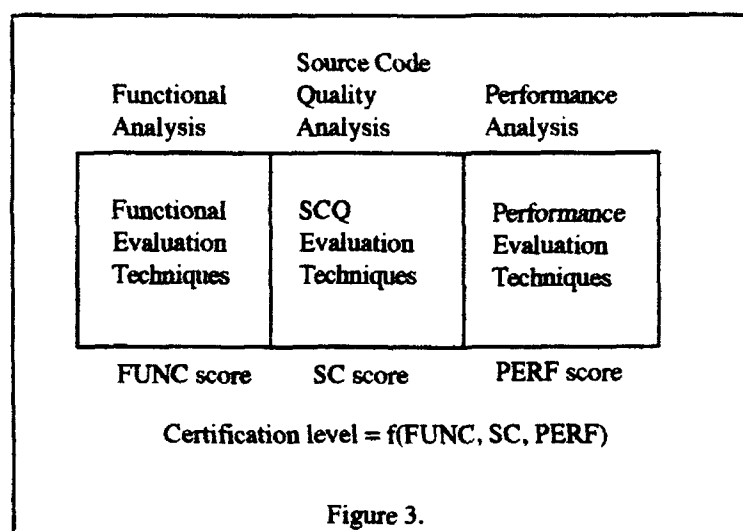 Functional
Analysis
Source Code
Quality
Analysis
Performance
Analysis
Functional
Evaluation
Techniques
SCQ
Evaluation
Techniques
Performance
Evaluation
Techniques
FUNC score
SC score
PERF score
Certification level = f(FUNC, SC, PERF)
Figure 3.